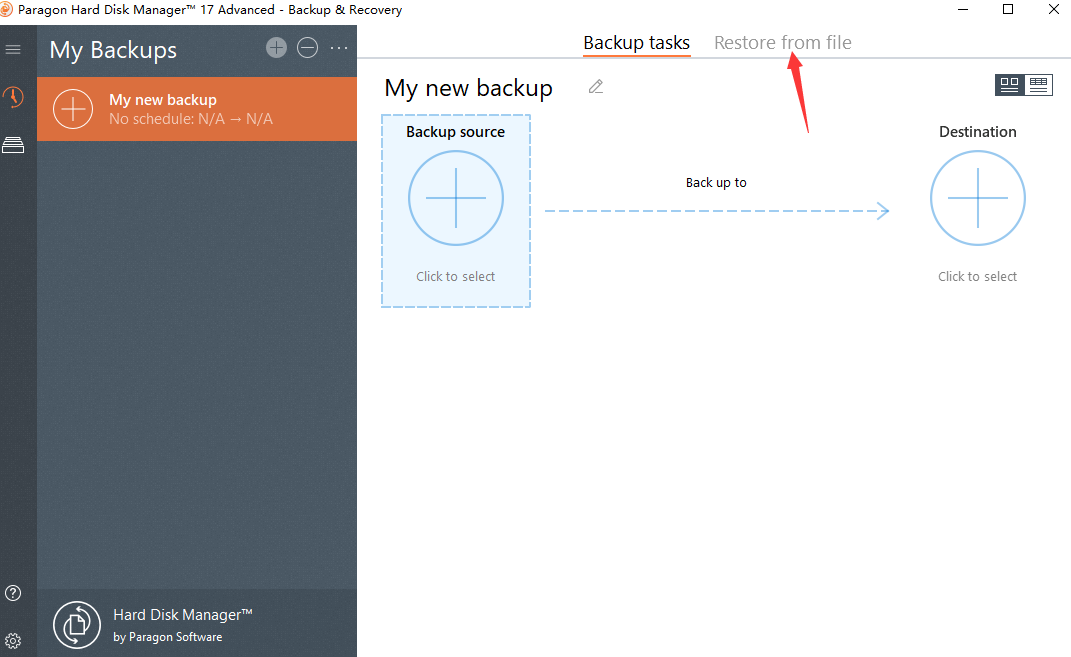 Paragon Hard Disk Manager™ 17 Advanced - Backup & Recovery
My Backups
My new backup
No schedule: N/A → N/A
Hard Disk Manager™
by Paragon Software
Backup tasks
Restore from file
My new backup
Backup source
Click to select
Back up to
Destination
Click to select